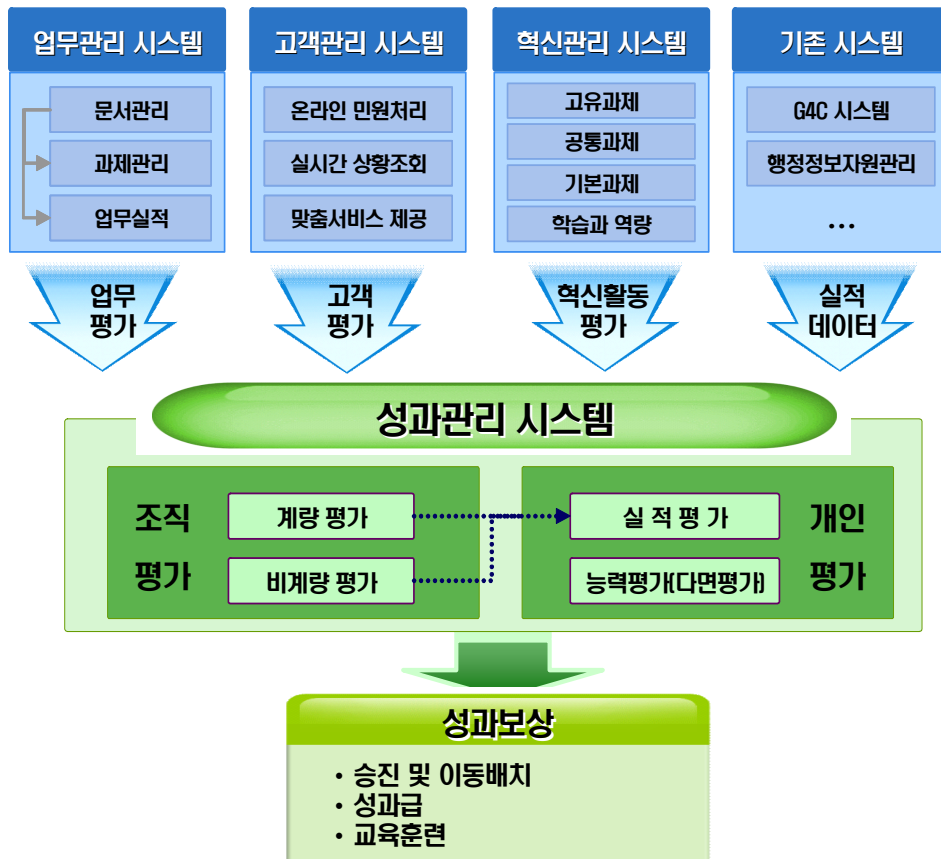 업무관리 시스템
문서관리
과제관리
업무실적
고객관리 시스템
온라인 민원처리
실시간 상황조회
맞춤서비스 제공
혁신관리 시스템
고유과제
공통과제
기본과제
학습과 역량
기존 시스템
G4C 시스템
행정정보자원관리
...
업무
평가
고객
평가
혁신활동
평가
실적
데이터
성과관리 시스템
조직
평가
계량 평가
비계량 평가
실 적 평 가
능력평가(다면평가)
개인
평가
성과보상
• 승진 및 이동배치
• 성과급
• 교육훈련